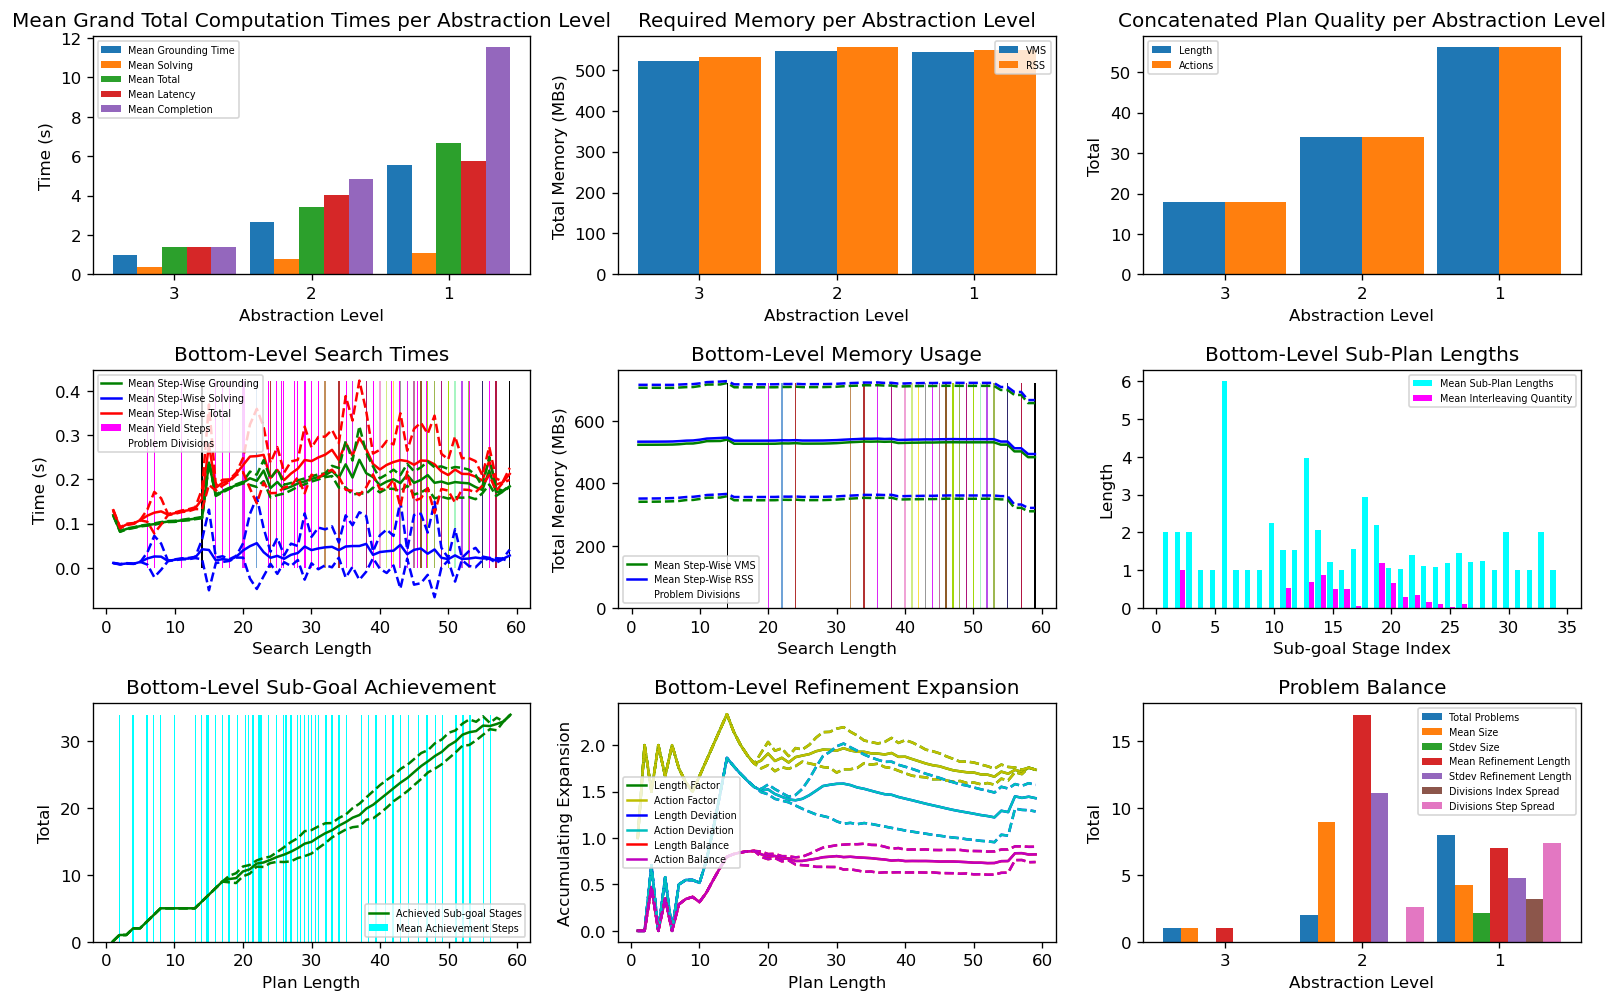 Mean Grand Total Computation Times per Abstraction Level
Required Memory per Abstraction Level
Concatenated Plan Quality per Abstraction Level
Time (s)
12
10
8
6
4
2
0
Mean Grounding Time
Mean Solving
Mean Total
Mean Latency
Mean Completion
3 2 1
Abstraction Level
Total Memory (MBs)
500
400
300
200
100
0
VMS
RSS
3 2 1
Abstraction Level
Total
50
40
30
20
10
0
Length
Actions
3 2 1
Abstraction Level
Bottom-Level Search Times
Bottom-Level Memory Usage
Bottom-Level Sub-Plan Lengths
Time (s)
0.4
0.3
0.2
0.1
0.0
Mean Step-Wise Grounding
Mean Step-Wise Solving
Mean Step-Wise Total
Mean Yield Steps
Problem Divisions
0 10 20 30 40 50 60
Search Length
Total Memory (MBs)
600
400
200
0
Mean Step-Wise VMS
Mean Step-Wise RSS
Problem Divisions
0 10 20 30 40 50 60
Search Length
Length
6
5
4
3
2
1
0
Mean Sub-Plan Lengths
Mean Interleaving Quantity
0 5 10 15 20 25 30 35
Sub-goal Stage Index
Bottom-Level Sub-Goal Achievement
Bottom-Level Refinement Expansion
Problem Balance
Total
30
20
10
0
Achieved Sub-goal Stages
Mean Achievement Steps
0 10 20 30 40 50 60
Plan Length
Accumulating Expansion
2.0
1.5
1.0
0.5
0.0
Length Factor
Action Factor
Length Deviation
Action Deviation
Length Balance
Action Balance
0 10 20 30 40 50 60
Plan Length
Total
15
10
5
0
Total Problems
Mean Size
Stdev Size
Mean Refinement Length
Stdev Refinement Length
Divisions Index Spread
Divisions Step Spread
3 2 1
Abstraction Level